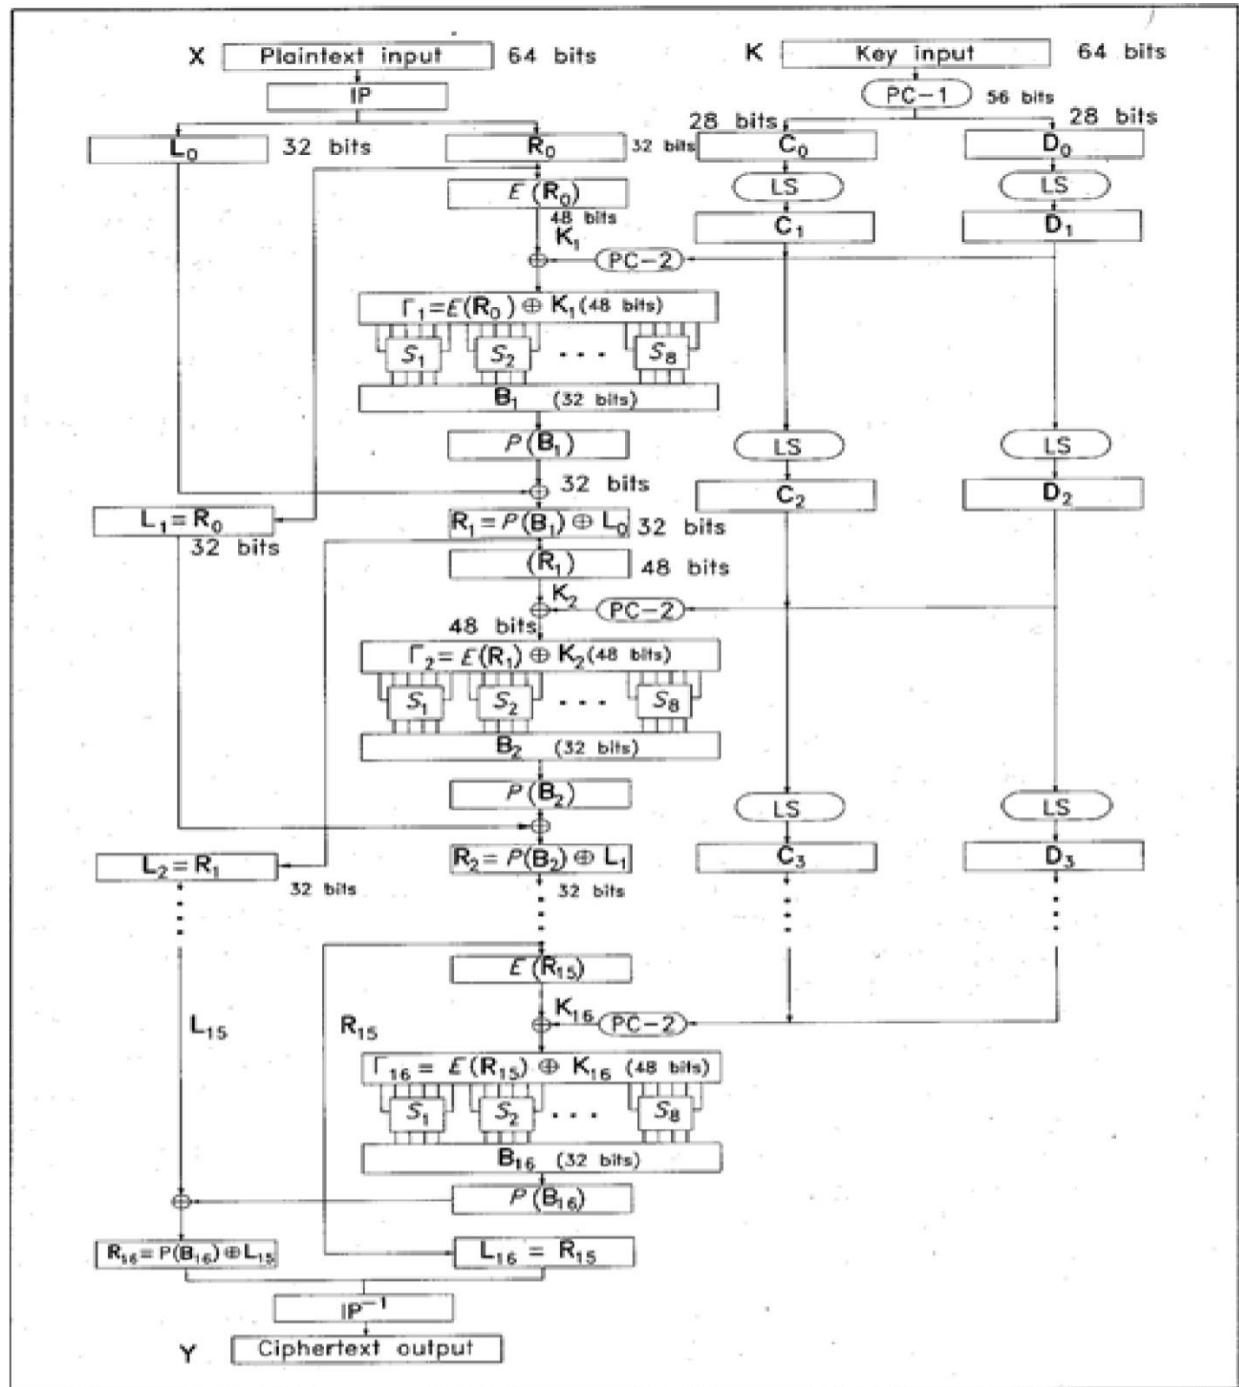 X Plaintext input 64 bits K Key input 64 bits
IP PC-1 56 bits
28 bits 28 bits
L₀ 32 bits R₀ 32 bits C₀ D₀
E(R₀) LS LS
48 bits
K₁ C₁ D₁
⊕ PC-2
Γ₁=E(R₀) ⊕ K₁(48 bits)
S₁ S₂ ... S₈
B₁ (32 bits)
P(B₁) LS LS
⊕ 32 bits C₂ D₂
L₁=R₀ R₁=P(B₁) ⊕ L₀ 32 bits
32 bits
(R₁) 48 bits
K₂
⊕ PC-2
48 bits
Γ₂=E(R₁) ⊕ K₂(48 bits)
S₁ S₂ ... S₈
B₂ (32 bits)
P(B₂) LS LS
⊕
L₂=R₁ R₂=P(B₂) ⊕ L₁ C₃ D₃
32 bits 32 bits
E(R₁₅)
K₁₆
L₁₅ R₁₅ ⊕ PC-2
Γ₁₆= E(R₁₅) ⊕ K₁₆ (48 bits)
S₁ S₂ ... S₈
B₁₆ (32 bits)
⊕ P(B₁₆)
R₁₆=P(B₁₆)⊕L₁₅ L₁₆ = R₁₅
IP⁻¹
Y Ciphertext output